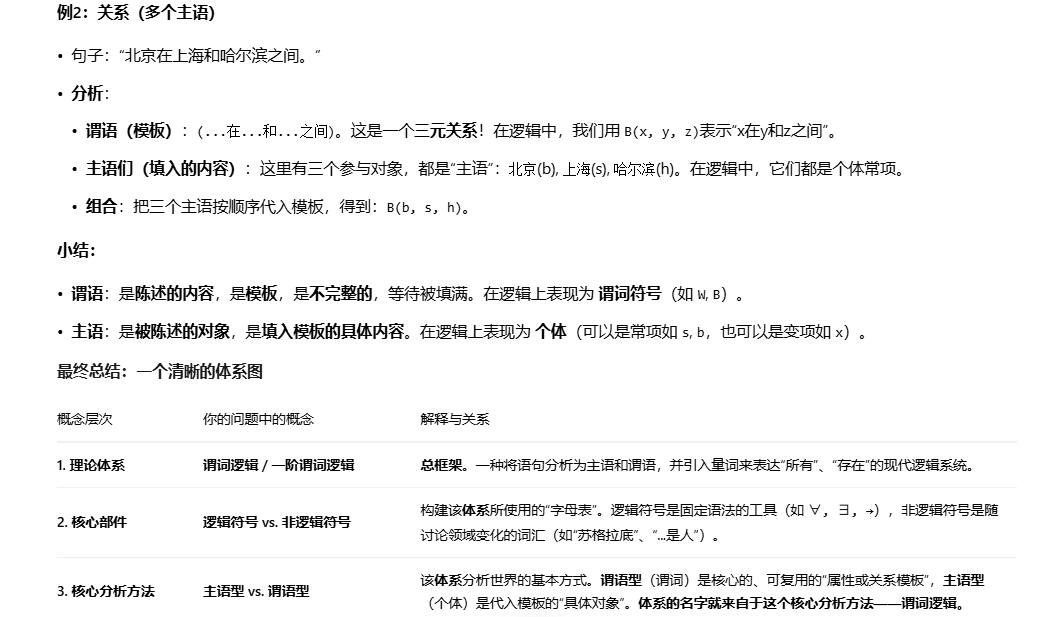 例2：关系（多个主语）
• 句子：“北京在上海和哈尔滨之间。”
• 分析：
• 谓语（模板）：(...在...和...之间)。这是一个三元关系！在逻辑中，我们用 B(x, y, z)表示“x在y和z之间”。
• 主语们（填入的内容）：这里有三个参与对象，都是“主语”：北京(b), 上海(s), 哈尔滨(h)。在逻辑中，它们都是个体常项。
• 组合：把三个主语按顺序代入模板，得到：B(b, s, h)。
小结：
• 谓语：是陈述的内容，是模板，是不完整的，等待被填满。在逻辑上表现为 谓词符号（如 W, B）。
• 主语：是被陈述的对象，是填入模板的具体内容。在逻辑上表现为 个体（可以是常项如 s, b，也可以是变项如 x）。
最终总结：一个清晰的体系图
概念层次 你的问题中的概念 解释与关系
1. 理论体系 谓词逻辑 / 一阶谓词逻辑 总框架。一种将语句分析为主语和谓语，并引入量词来表达“所有”、“存在”的现代逻辑系统。
2. 核心部件 逻辑符号 vs. 非逻辑符号 构建该体系所使用的“字母表”。逻辑符号是固定语法的工具（如 ∀, ∃, →），非逻辑符号是随
讨论领域变化的词汇（如“苏格拉底”、“...是人”）。
3. 核心分析方法 主语型 vs. 谓语型 该体系分析世界的基本方式。谓语型（谓词）是核心的、可复用的“属性或关系模板”，主语型
（个体）是代入模板的“具体对象”。体系的名字就来自于这个核心分析方法——谓词逻辑。